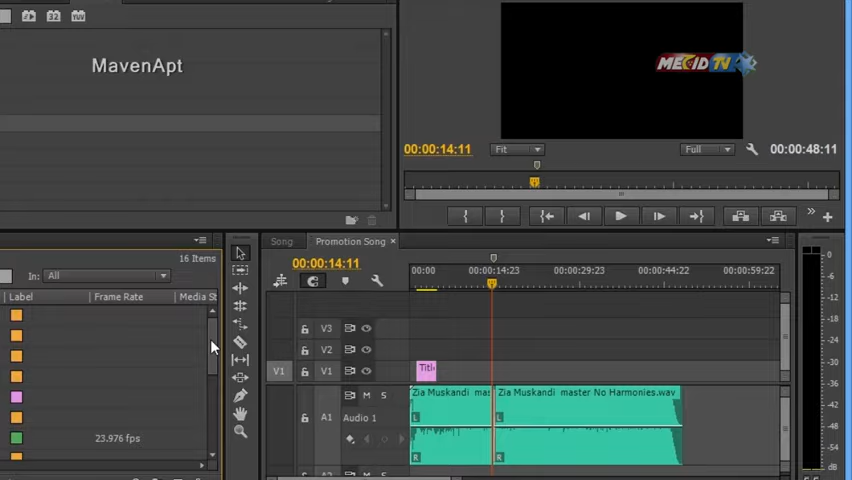 32
YUV
MavenApt
MECID TV
00:00:14:11
Fit
Full
00:00:48:11
16 Items
In: All
Label
Frame Rate
Media St
23.976 fps
Song
Promotion Song ×
00:00:14:11
00:00
00:00:14:23
00:00:29:23
00:00:44:22
00:00:59:22
V3
V2
V1
V1
Title
A1
M
S
Audio 1
Zia Muskandi mas
Zia Muskandi master No Harmonies.wav
L
L
R
R
0
-6
-12
-18
-24
-30
-36
-42
-48
-54
dB